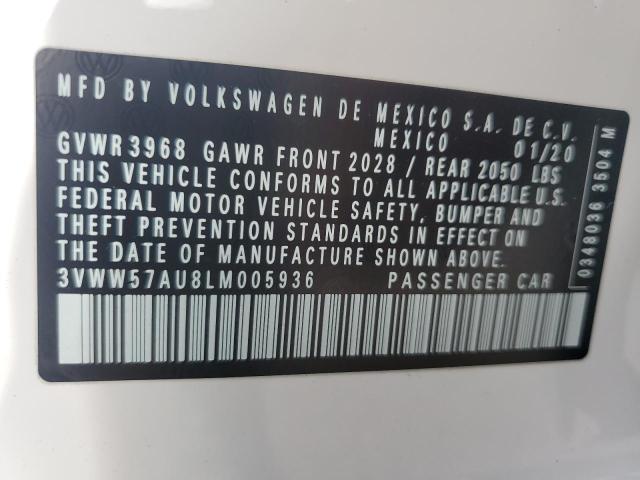 MFD BY VOLKSWAGEN DE MEXICO S.A. DE C.V.
MEXICO 01/20
GVWR 3968 GAWR FRONT 2028 / REAR 2050 LBS
THIS VEHICLE CONFORMS TO ALL APPLICABLE U.S.
FEDERAL MOTOR VEHICLE SAFETY, BUMPER AND
THEFT PREVENTION STANDARDS IN EFFECT ON
THE DATE OF MANUFACTURE SHOWN ABOVE.
3VWW57AU8LM005936 PASSENGER CAR
0348036 3504 M